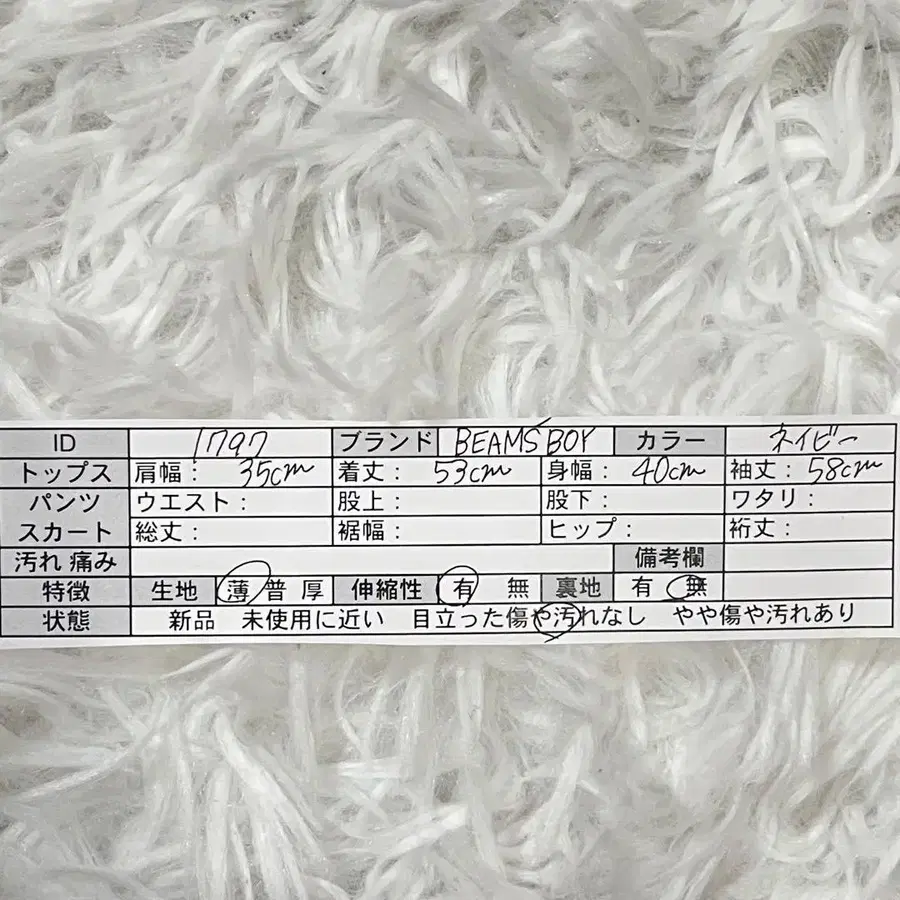 ID 1797 ブランド BEAMS BOY カラー ネイビー
トップス 肩幅： 35cm 着丈： 53cm 身幅： 40cm 袖丈： 58cm
パンツ ウエスト： 股上： 股下： ワタリ：
スカート 総丈： 裾幅： ヒップ： 裄丈：
汚れ 痛み 備考欄
特徴 生地 薄 普 厚 伸縮性 有 無 裏地 有 無
状態 新品 未使用に近い 目立った傷や汚れなし やや傷や汚れあり